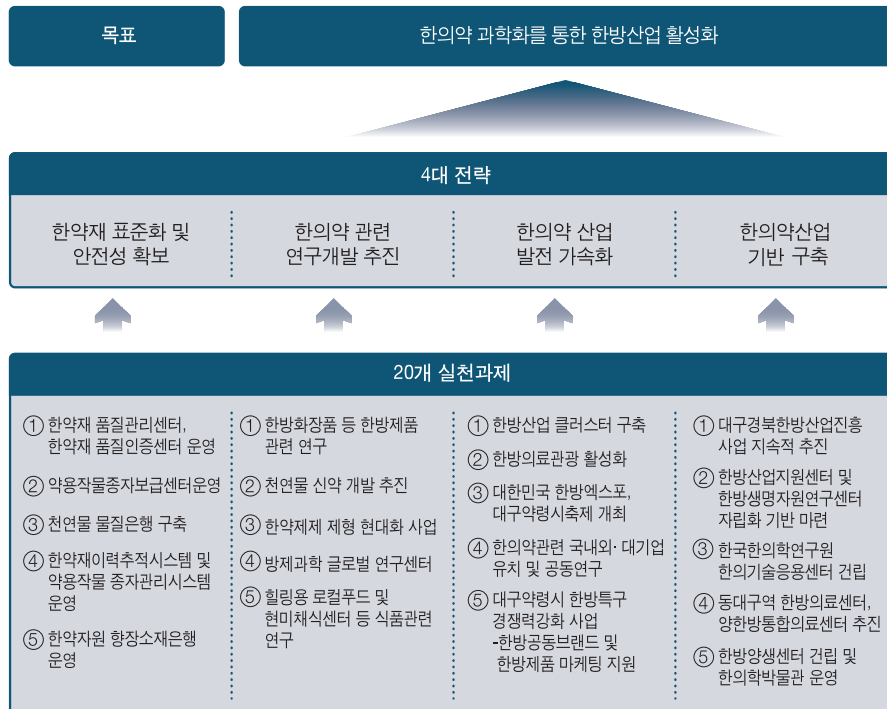 목표
한의약 과학화를 통한 한방산업 활성화
4대 전략
한약재 표준화 및
안전성 확보
한의약 관련
연구개발 추진
한의약 산업
발전 가속화
한의약산업
기반 구축
20개 실천과제
① 한약재 품질관리센터,
한약재 품질인증센터 운영
② 약용작물종자보급센터운영
③ 천연물 물질은행 구축
④ 한약재이력추적시스템 및
약용작물 종자관리시스템
운영
⑤ 한약자원 향장소재은행
운영
① 한방화장품 등 한방제품
관련 연구
② 천연물 신약 개발 추진
③ 한약제제 제형 현대화 사업
④ 방제과학 글로벌 연구센터
⑤ 힐링용 로컬푸드 및
현미채식센터 등 식품관련
연구
① 한방산업 클러스터 구축
② 한방의료관광 활성화
③ 대한민국 한방엑스포,
대구약령시축제 개최
④ 한의약관련 국내외· 대기업
유치 및 공동연구
⑤ 대구약령시 한방특구
경쟁력강화 사업
-한방공동브랜드 및
한방제품 마케팅 지원
① 대구경북한방산업진흥
사업 지속적 추진
② 한방산업지원센터 및
한방생명자원연구센터
자립화 기반 마련
③ 한국한의학연구원
한의기술응용센터 건립
④ 동대구역 한방의료센터,
양한방통합의료센터 추진
⑤ 한방양생센터 건립 및
한의학박물관 운영